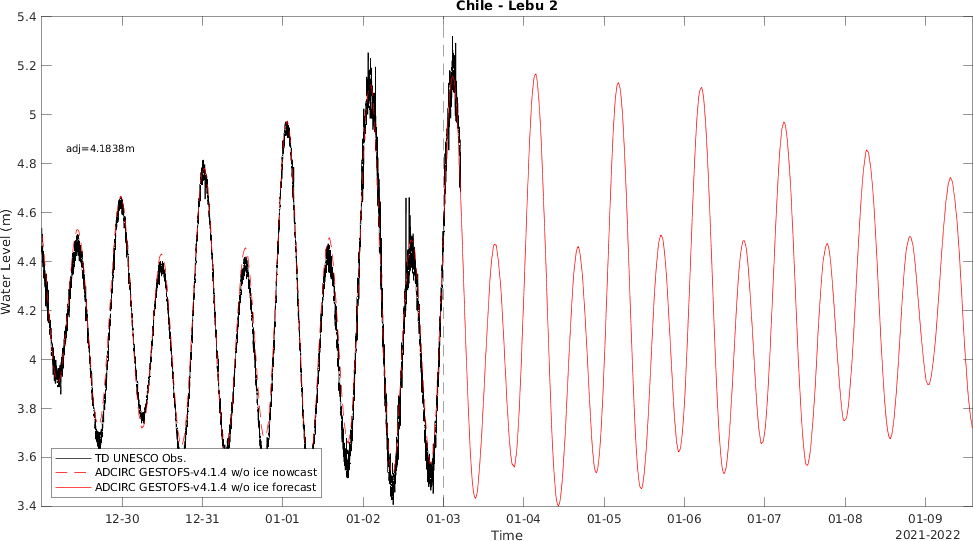 Chile - Lebu 2
5.4
5.2
5
4.8
4.6
4.4
4.2
4
3.8
3.6
3.4
Water Level (m)
adj=4.1838m
TD UNESCO Obs.
ADCIRC GESTOFS-v4.1.4 w/o ice nowcast
ADCIRC GESTOFS-v4.1.4 w/o ice forecast
12-30 12-31 01-01 01-02 01-03 01-04 01-05 01-06 01-07 01-08 01-09
Time
2021-2022